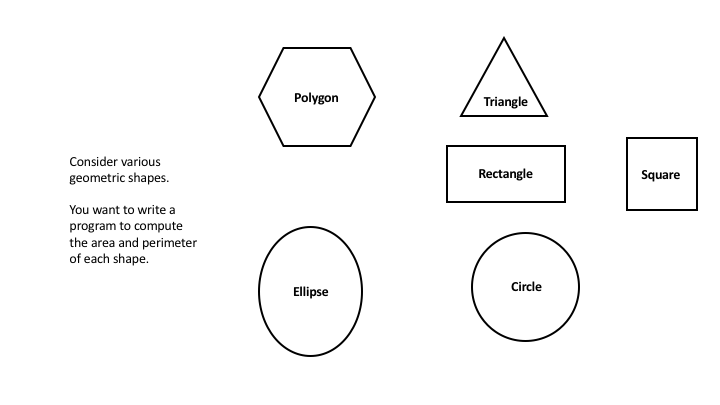 Polygon
Triangle
Consider various
geometric shapes.
Rectangle
Square
You want to write a
program to compute
the area and perimeter
of each shape.
Ellipse
Circle